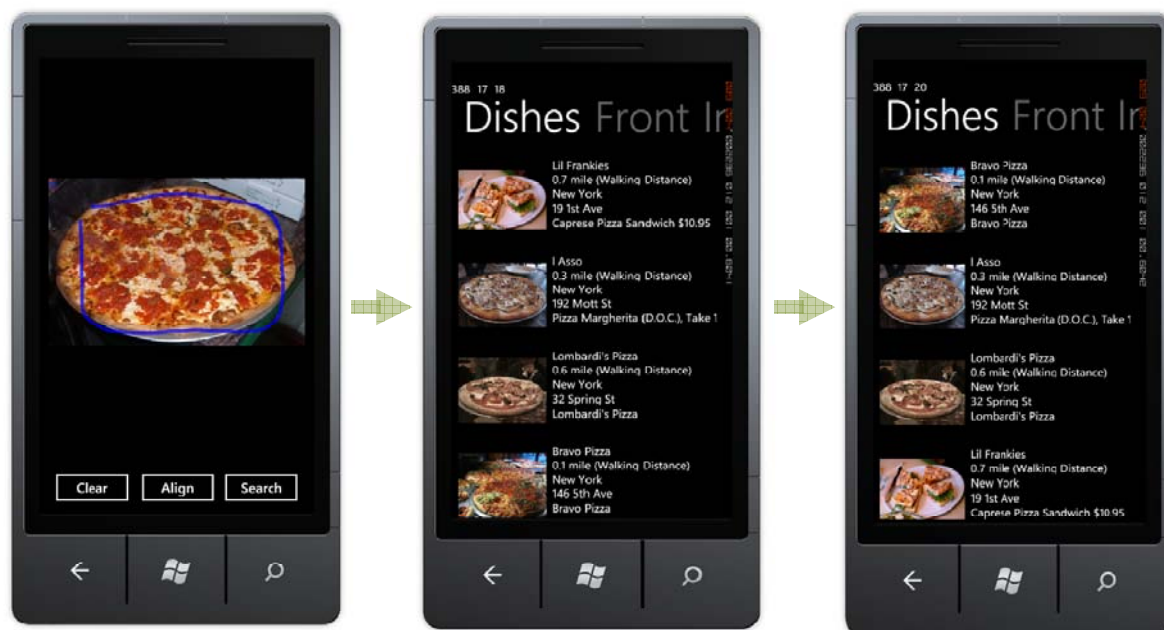 Clear
Align
Search
388 17 18
Dishes Front In
Lil Frankies
0.7 mile (Walking Distance)
New York
19 1st Ave
Caprese Pizza Sandwich $10.95
I Asso
0.3 mile (Walking Distance)
New York
192 Mott St
Pizza Margherita (D.O.C.), Take 1
Lombardi's Pizza
0.6 mile (Walking Distance)
New York
32 Spring St
Lombardi's Pizza
Bravo Pizza
0.1 mile (Walking Distance)
New York
146 5th Ave
Bravo Pizza
386 17 20
Dishes Front In
Bravo Pizza
0.1 mile (Walking Distance)
New York
146 5th Ave
Bravo Pizza
I Asso
0.3 mile (Walking Distance)
New York
192 Mott St
Pizza Margherita (D.O.C.), Take 1
Lombardi's Pizza
0.6 mile (Walking Distance)
New York
32 Spring St
Lombardi's Pizza
Lil Frankies
0.7 mile (Walking Distance)
New York
19 1st Ave
Caprese Pizza Sandwich $10.95